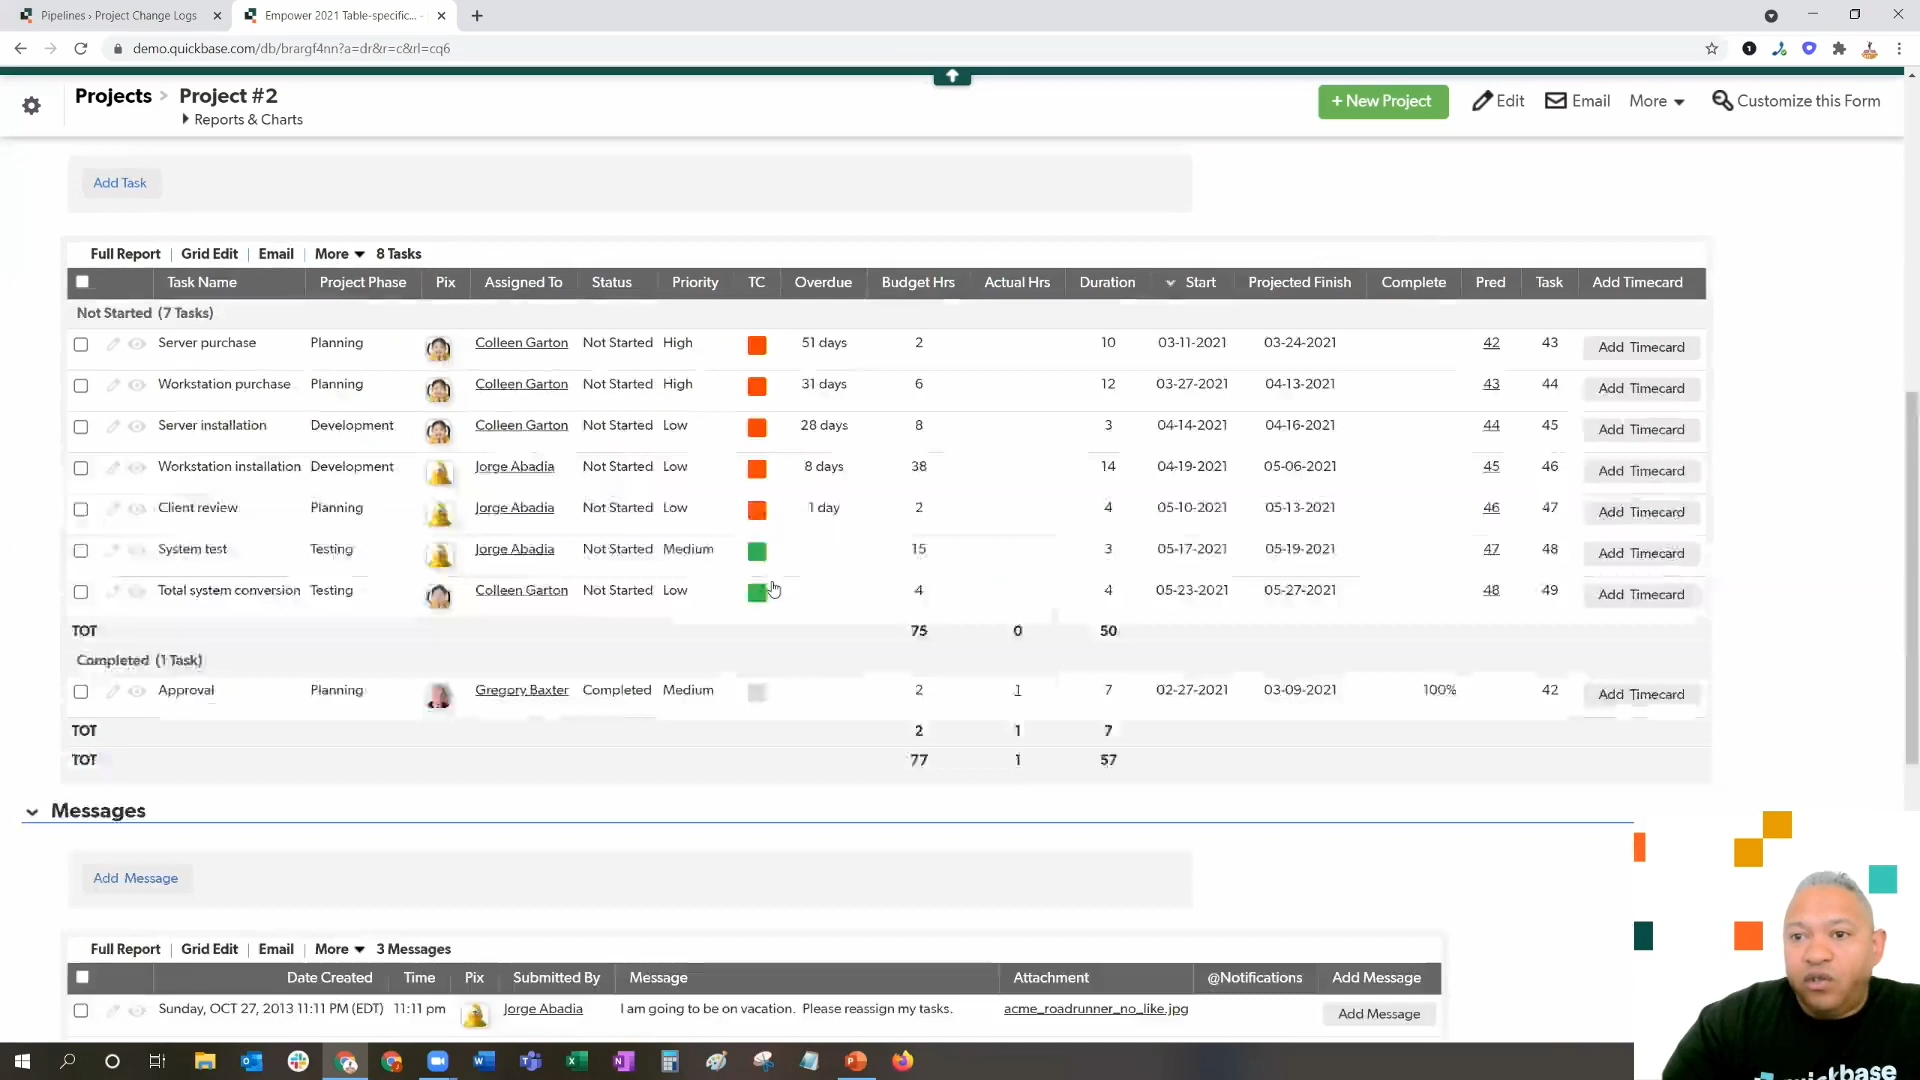 Pipelines › Project Change Logs
Empower 2021 Table-specific... -
demo.quickbase.com/db/brargf4nn?a=dr&r=c&rl=cq6
Projects > Project #2
Reports & Charts
+ New Project
Edit
Email
More
Customize this Form
Add Task
Full Report | Grid Edit | Email | More 8 Tasks
Task Name Project Phase Pix Assigned To Status Priority TC Overdue Budget Hrs Actual Hrs Duration Start Projected Finish Complete Pred Task Add Timecard
Not Started (7 Tasks)
Server purchase Planning Colleen Garton Not Started High 51 days 2 10 03-11-2021 03-24-2021 42 43 Add Timecard
Workstation purchase Planning Colleen Garton Not Started High 31 days 6 12 03-27-2021 04-13-2021 43 44 Add Timecard
Server installation Development Colleen Garton Not Started Low 28 days 8 3 04-14-2021 04-16-2021 44 45 Add Timecard
Workstation installation Development Jorge Abadia Not Started Low 8 days 38 14 04-19-2021 05-06-2021 45 46 Add Timecard
Client review Planning Jorge Abadia Not Started Low 1 day 2 4 05-10-2021 05-13-2021 46 47 Add Timecard
System test Testing Jorge Abadia Not Started Medium 15 3 05-17-2021 05-19-2021 47 48 Add Timecard
Total system conversion Testing Colleen Garton Not Started Low 4 4 05-23-2021 05-27-2021 48 49 Add Timecard
TOT 75 0 50
Completed (1 Task)
Approval Planning Gregory Baxter Completed Medium 2 1 7 02-27-2021 03-09-2021 100% 42 Add Timecard
TOT 2 1 7
TOT 77 1 57
Messages
Add Message
Full Report | Grid Edit | Email | More 3 Messages
Date Created Time Pix Submitted By Message Attachment @Notifications Add Message
Sunday, OCT 27, 2013 11:11 PM (EDT) 11:11 pm Jorge Abadia I am going to be on vacation. Please reassign my tasks. acme_roadrunner_no_like.jpg Add Message
quickbase